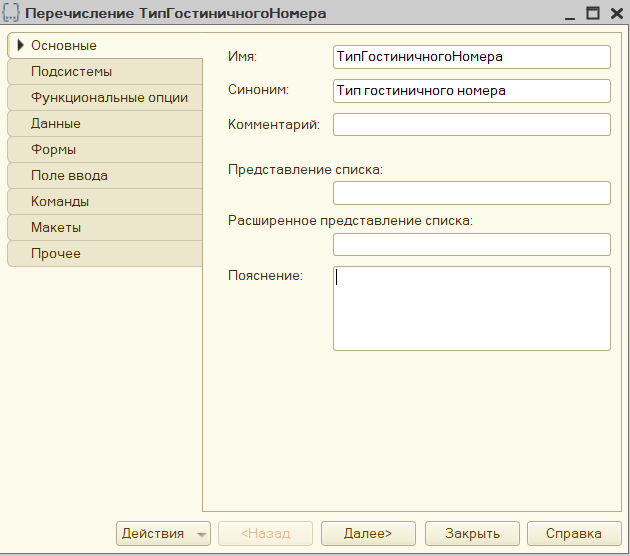 Перечисление ТипГостиничногоНомера
Основные
Подсистемы
Функциональные опции
Данные
Формы
Поле ввода
Команды
Макеты
Прочее
Имя: ТипГостиничногоНомера
Синоним: Тип гостиничного номера
Комментарий:
Представление списка:
Расширенное представление списка:
Пояснение:
Действия <Назад Далее> Закрыть Справка